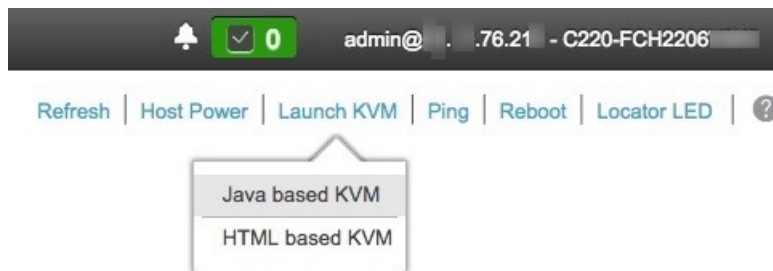 0 admin@ . .76.21 - C220-FCH2206
Refresh | Host Power | Launch KVM | Ping | Reboot | Locator LED | ?
Java based KVM
HTML based KVM